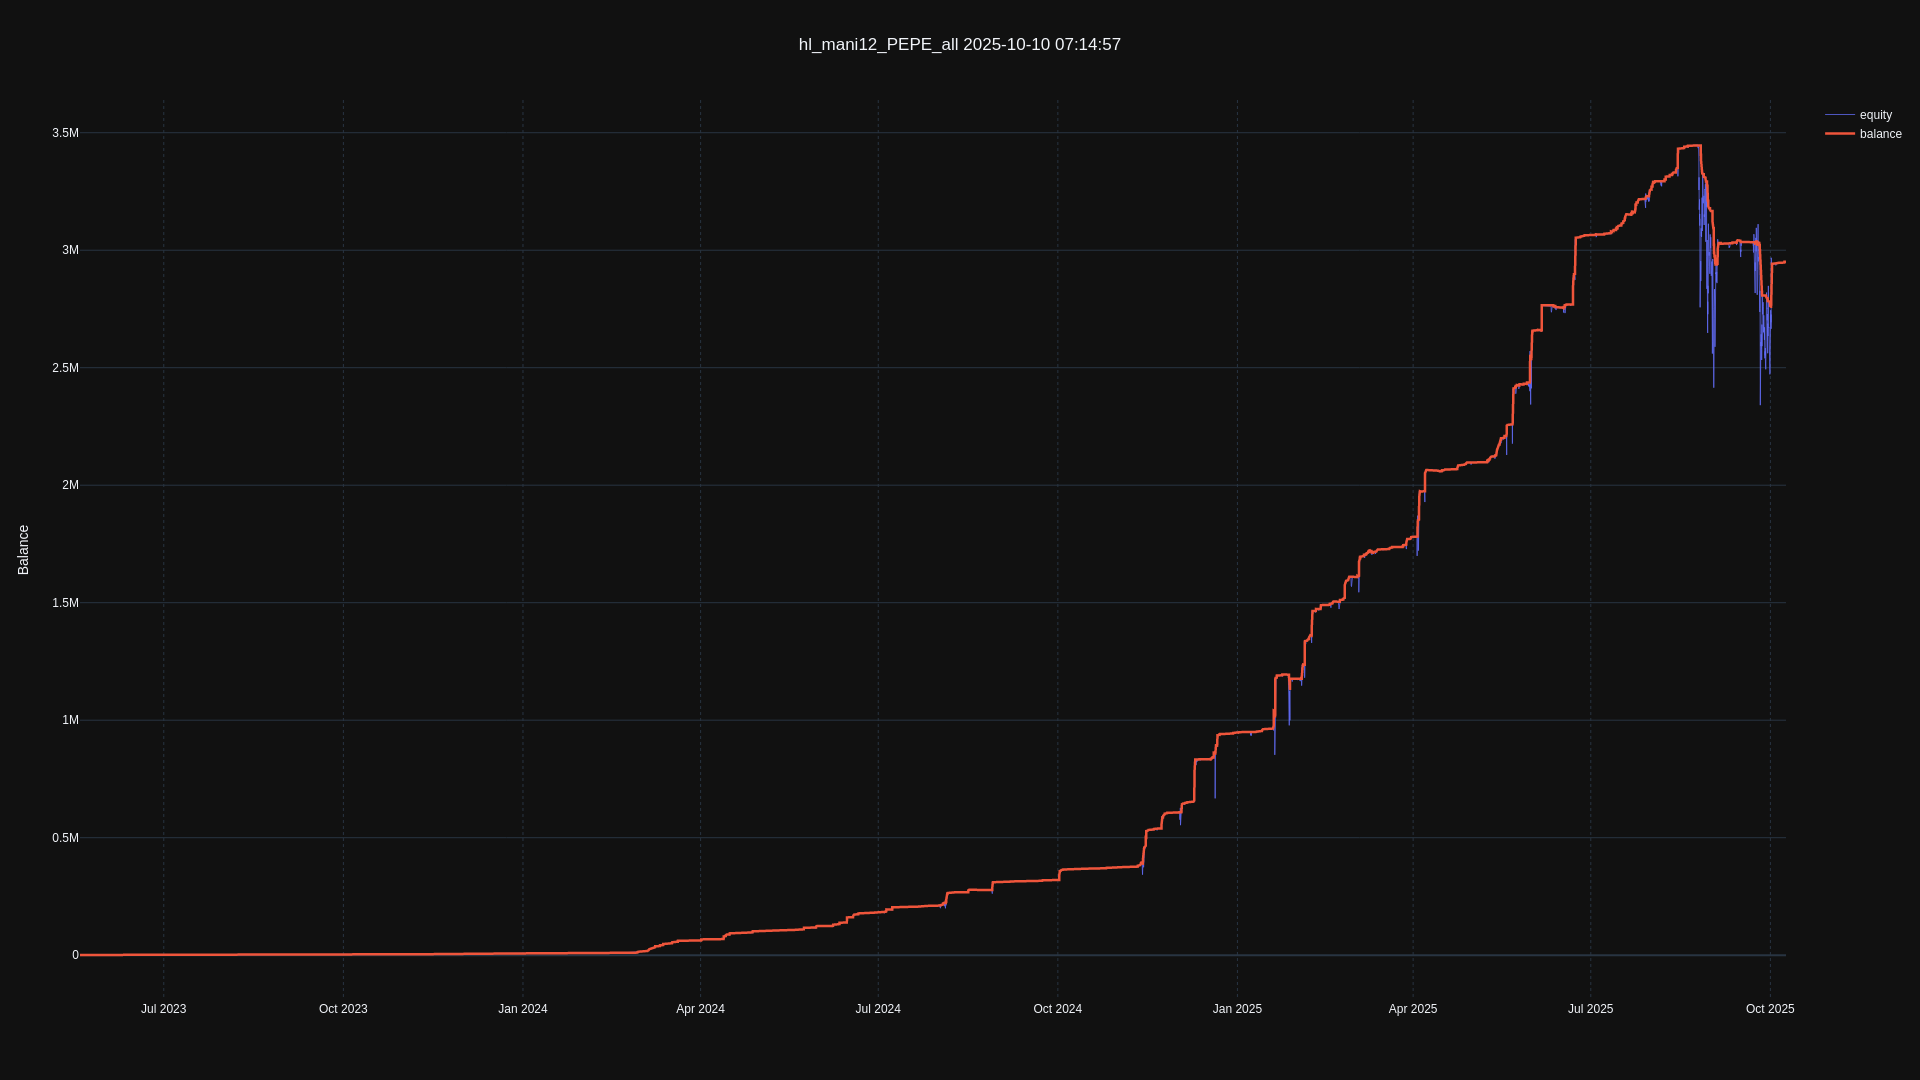 hl_mani12_PEPE_all 2025-10-10 07:14:57
equity
balance
Balance
3.5M
3M
2.5M
2M
1.5M
1M
0.5M
0
Jul 2023
Oct 2023
Jan 2024
Apr 2024
Jul 2024
Oct 2024
Jan 2025
Apr 2025
Jul 2025
Oct 2025